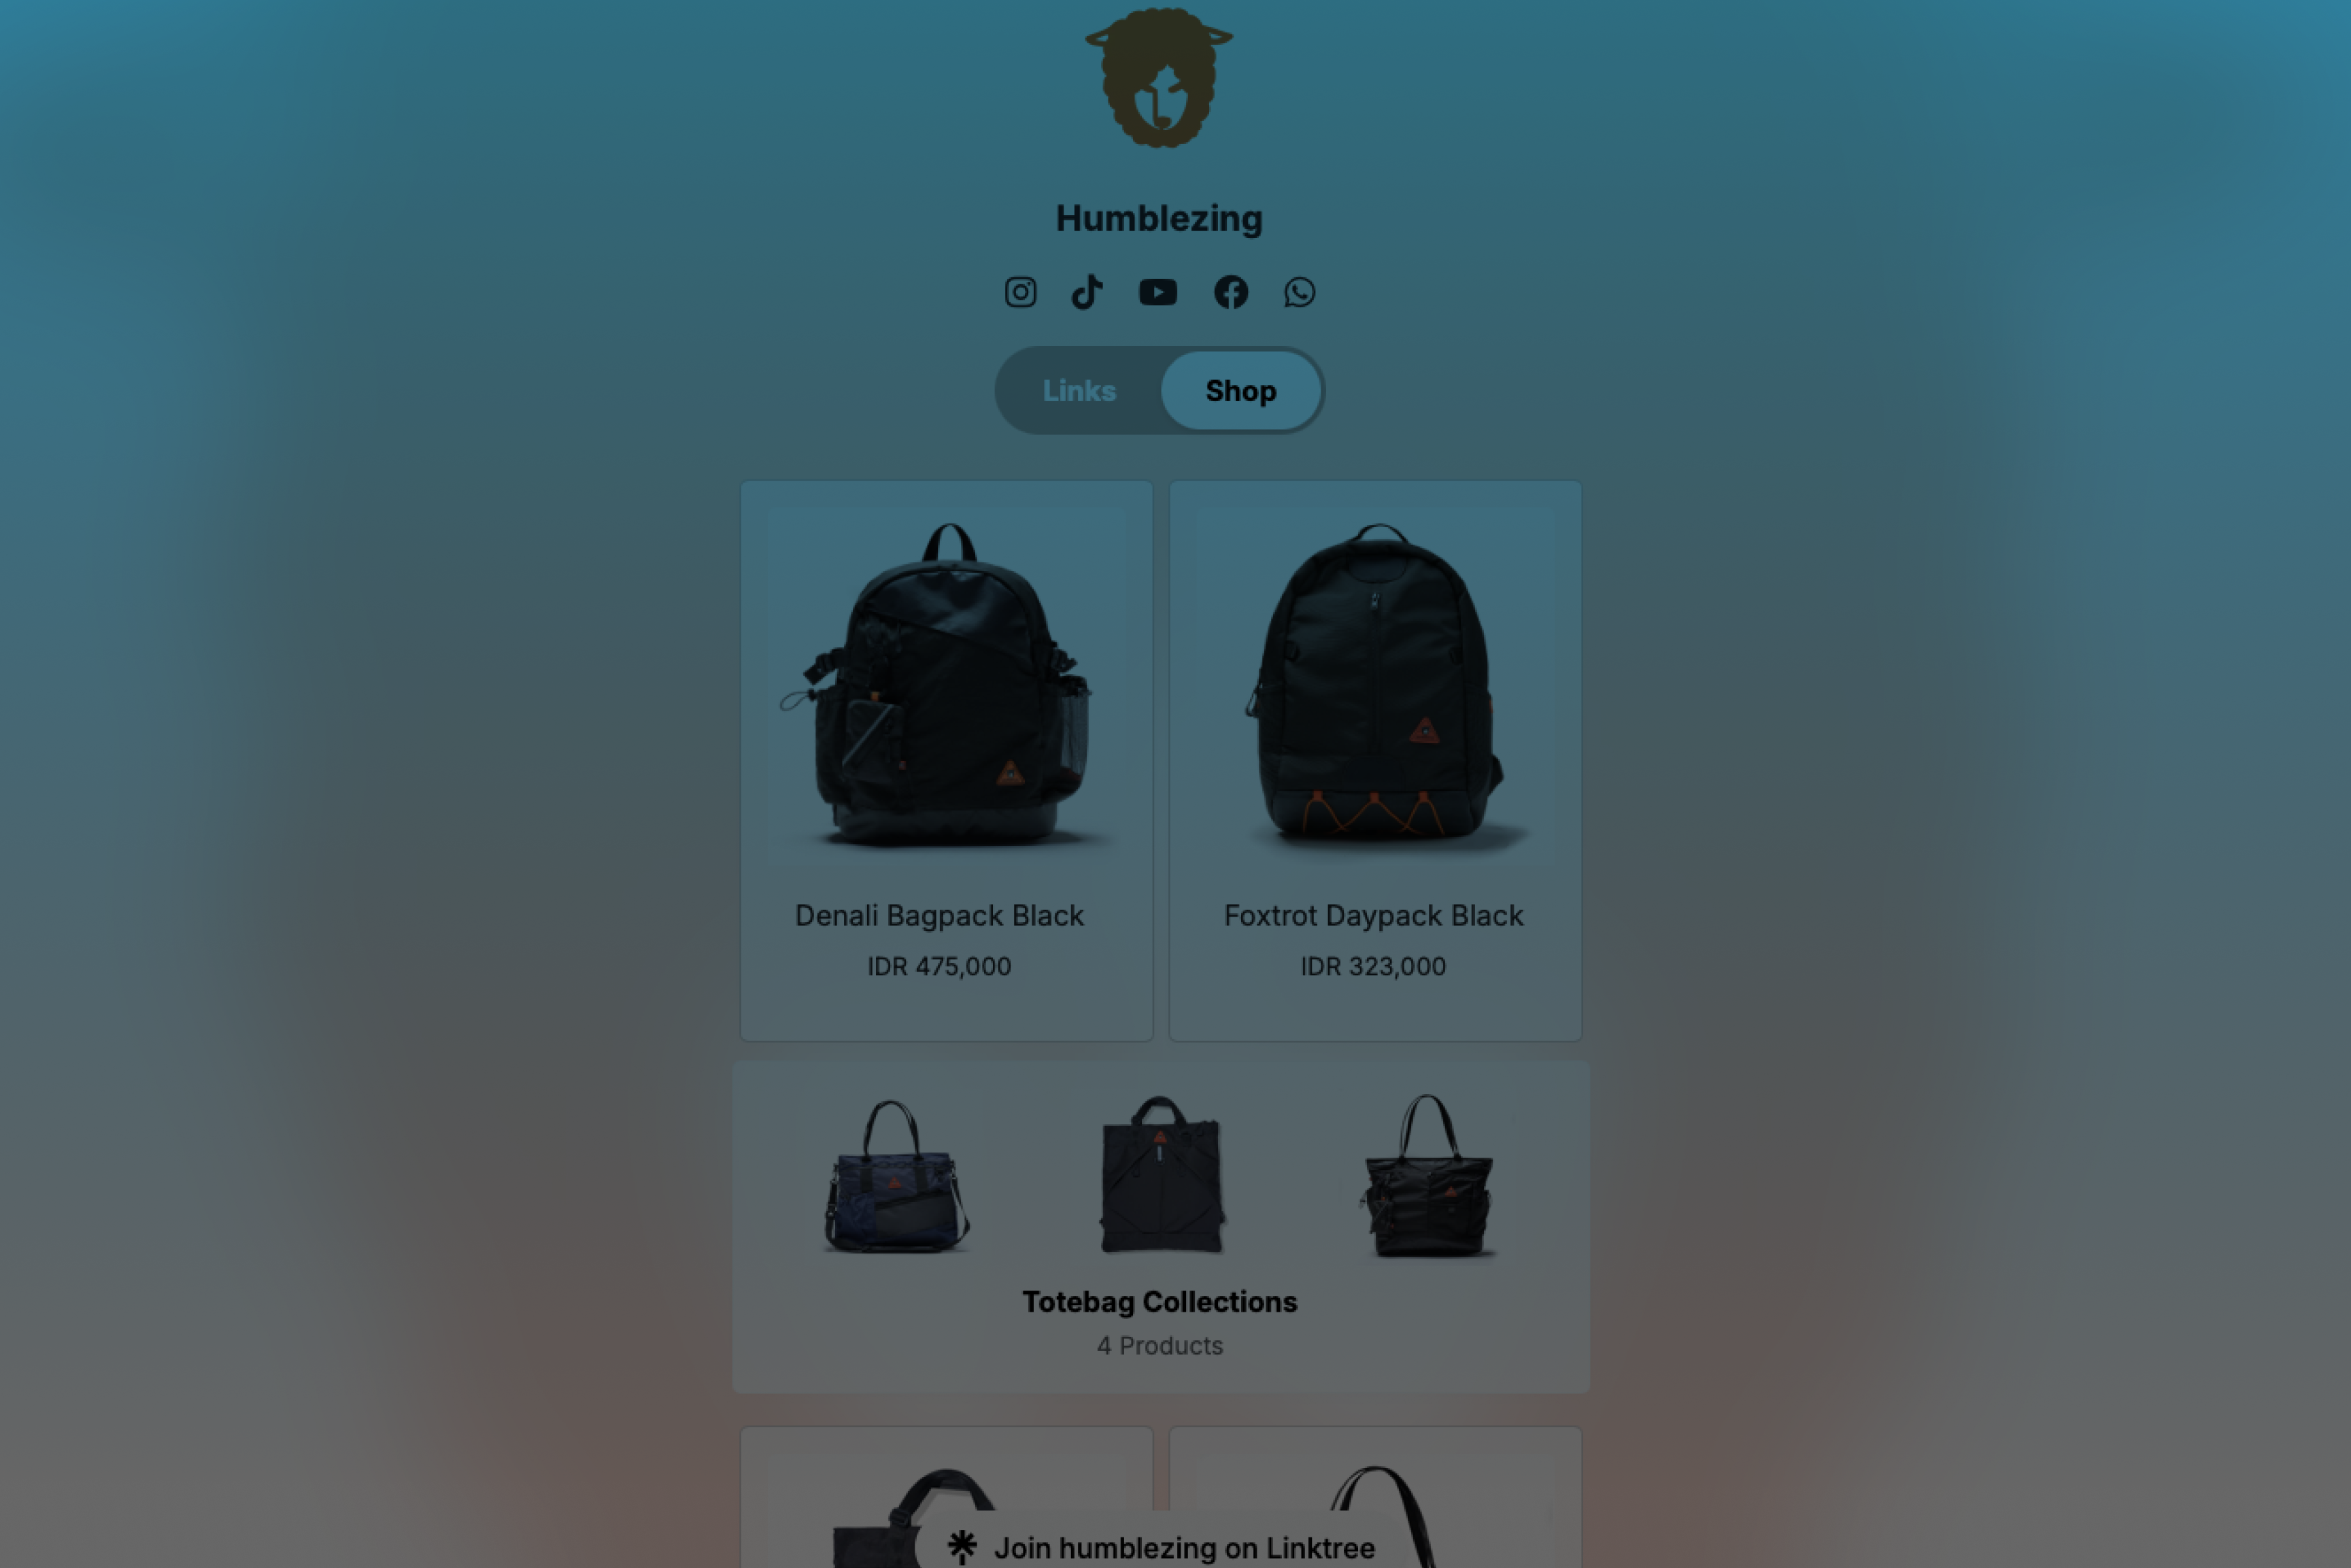 Humblezing
Links Shop
Denali Bagpack Black
IDR 475,000
Foxtrot Daypack Black
IDR 323,000
Totebag Collections
4 Products
Join humblezing on Linktree